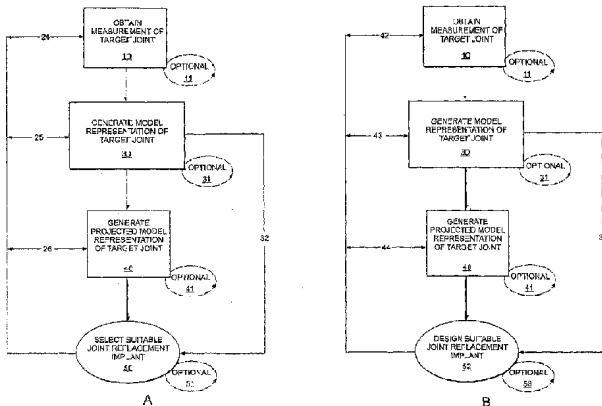 OBTAIN
MEASUREMENT OF
TARGET JOINT
10
OPTIONAL
11
24
GENERATE MODEL
REPRESENTATION OF
TARGET JOINT
30
OPTIONAL
31
25
32
GENERATE
PROJECTED MODEL
REPRESENTATION
OF TARGET JOINT
40
OPTIONAL
41
26
SELECT SUITABLE
JOINT REPLACEMENT
IMPLANT
OPTIONAL
51
A
OBTAIN
MEASUREMENT OF
TARGET JOINT
10
OPTIONAL
11
42
GENERATE MODEL
REPRESENTATION OF
TARGET JOINT
30
OPTIONAL
31
43
GENERATE
PROJECTED MODEL
REPRESENTATION
OF TARGET JOINT
40
OPTIONAL
41
44
DESIGN SUITABLE
JOINT REPLACEMENT
IMPLANT
52
OPTIONAL
53
B